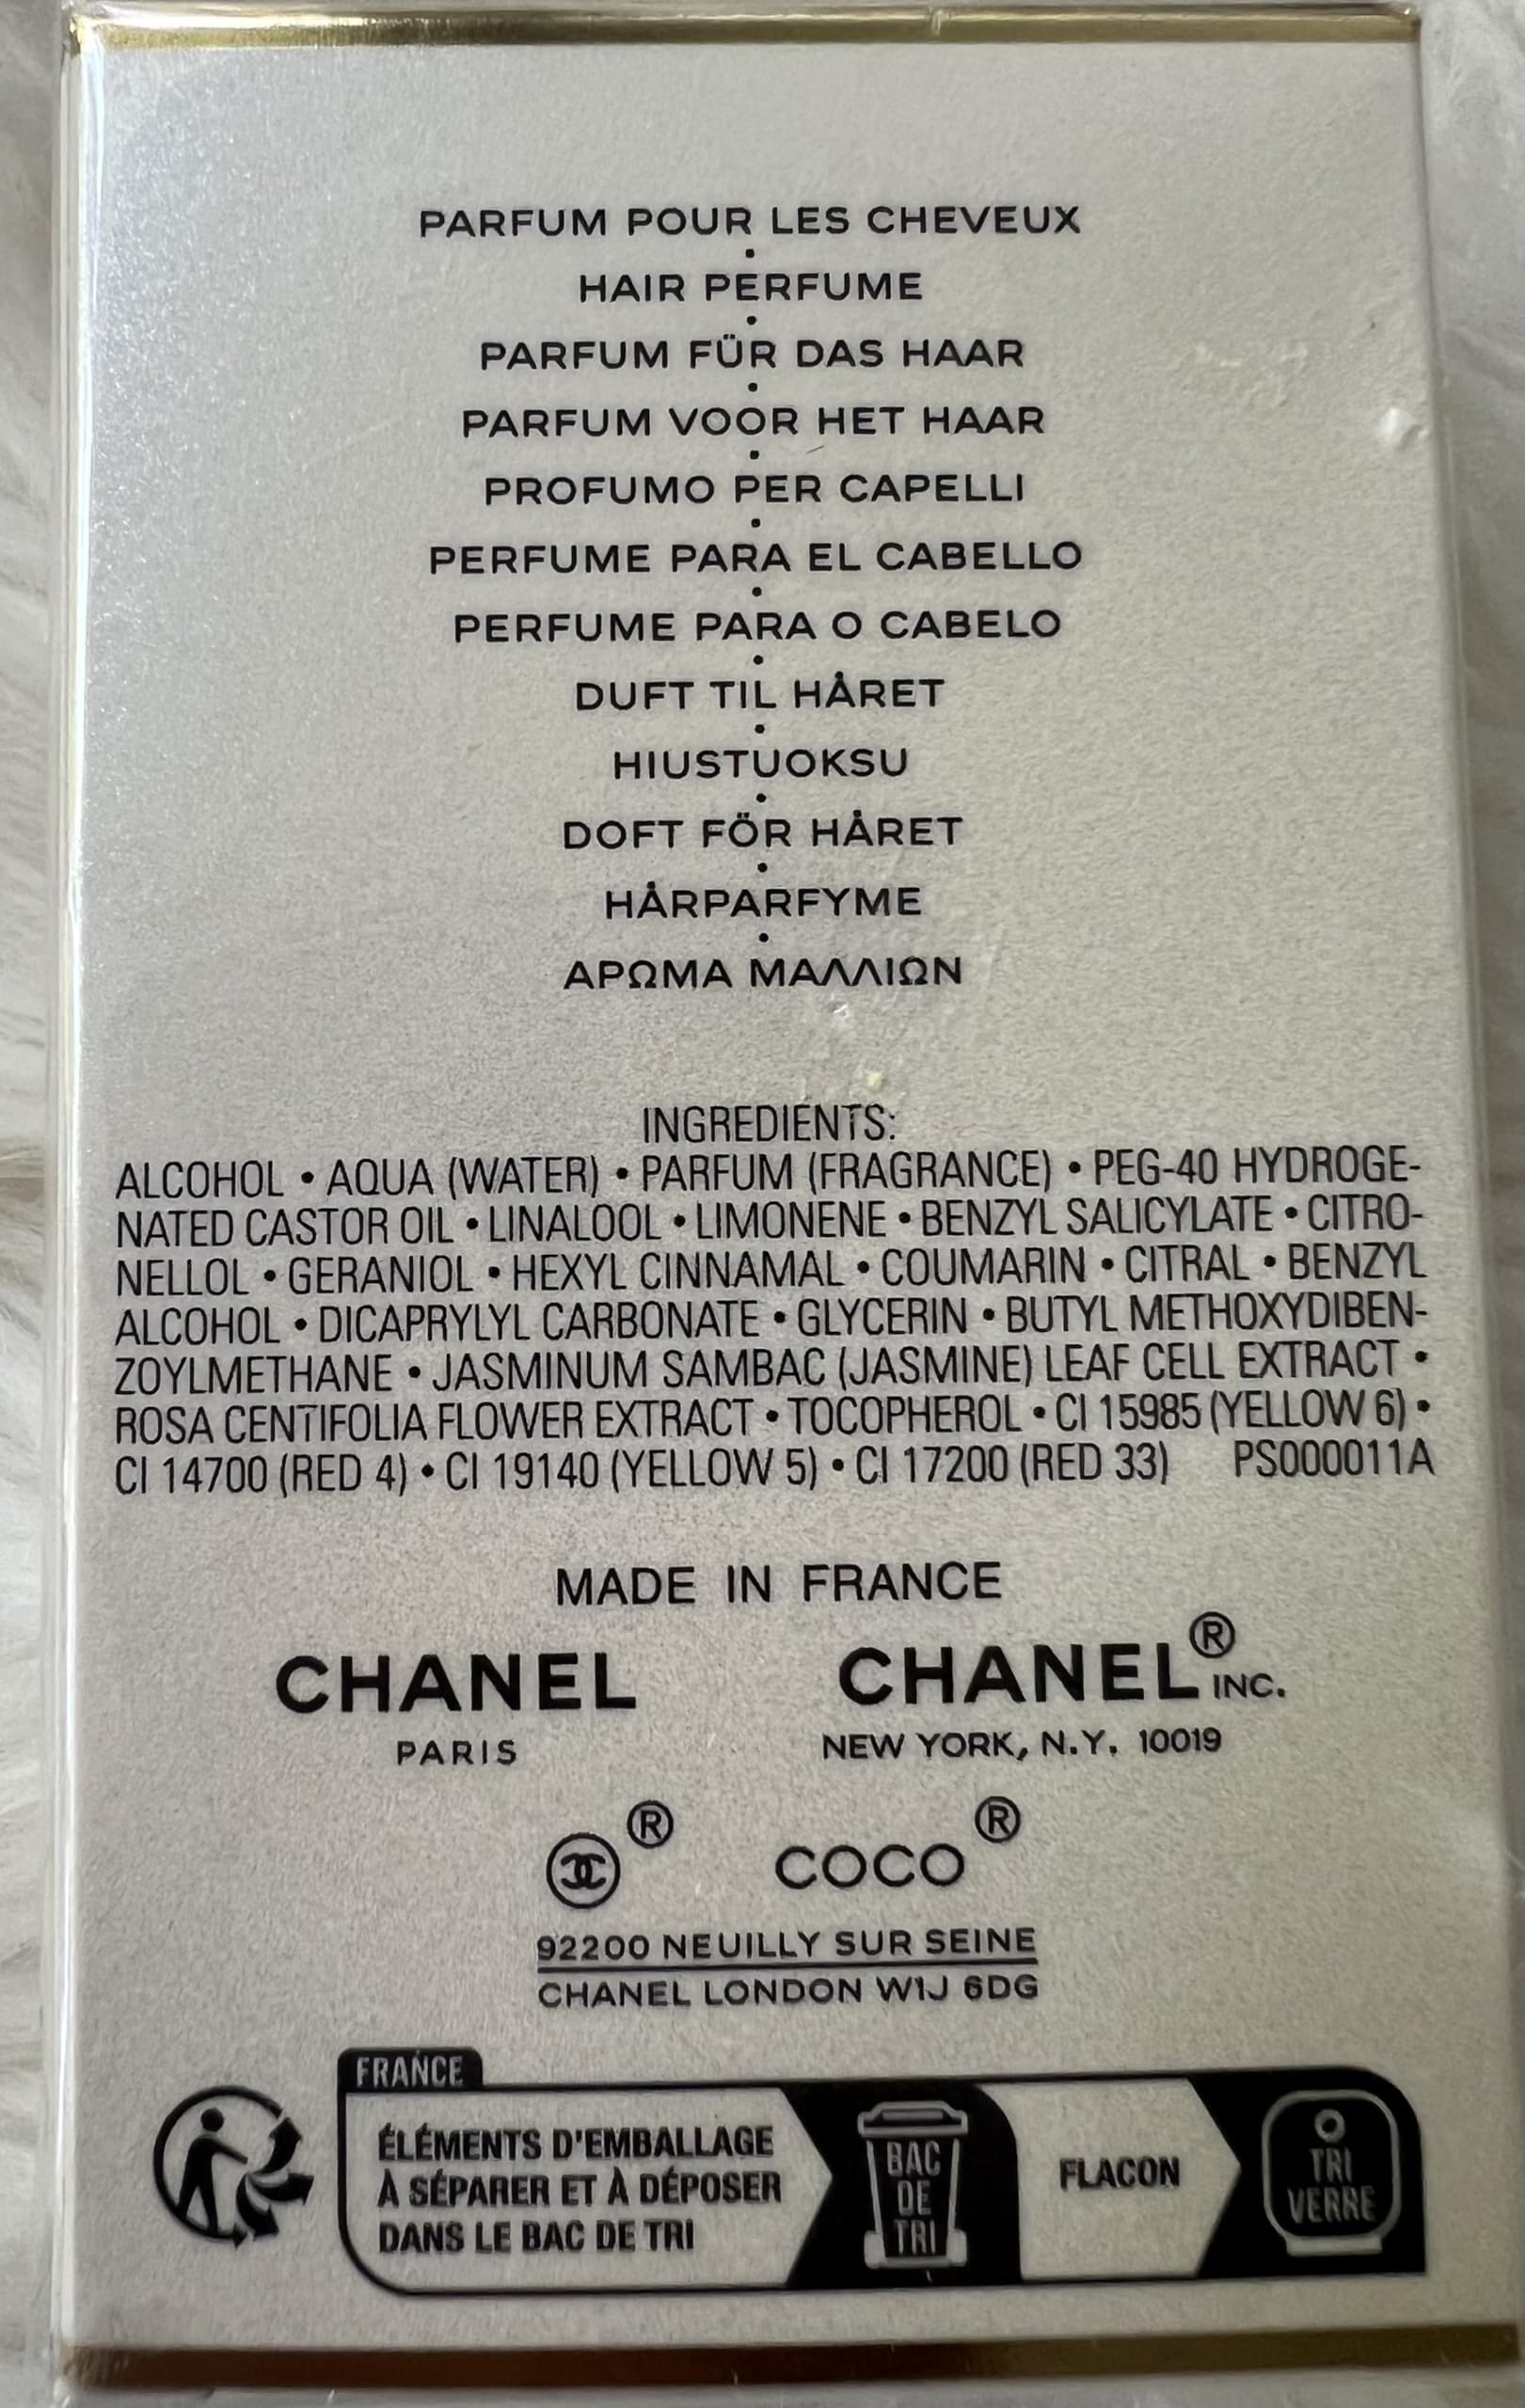 PARFUM POUR LES CHEVEUX
•
HAIR PERFUME
•
PARFUM FÜR DAS HAAR
•
PARFUM VOOR HET HAAR
•
PROFUMO PER CAPELLI
•
PERFUME PARA EL CABELLO
•
PERFUME PARA O CABELO
•
DUFT TIL HÅRET
•
HIUSTUOKSU
•
DOFT FÖR HÅRET
•
HÅRPARFYME
•
ΑΡΩΜΑ ΜΑΛΛΙΩΝ
INGREDIENTS:
ALCOHOL • AQUA (WATER) • PARFUM (FRAGRANCE) • PEG-40 HYDROGE-
NATED CASTOR OIL • LINALOOL • LIMONENE • BENZYL SALICYLATE • CITRO-
NELLOL • GERANIOL • HEXYL CINNAMAL • COUMARIN • CITRAL • BENZYL
ALCOHOL • DICAPRYLYL CARBONATE • GLYCERIN • BUTYL METHOXYDIBEN-
ZOYLMETHANE • JASMINUM SAMBAC (JASMINE) LEAF CELL EXTRACT •
ROSA CENTIFOLIA FLOWER EXTRACT • TOCOPHEROL • CI 15985 (YELLOW 6) •
CI 14700 (RED 4) • CI 19140 (YELLOW 5) • CI 17200 (RED 33) PS000011A
MADE IN FRANCE
CHANEL
PARIS
CHANEL® INC.
NEW YORK, N.Y. 10019
® COCO®
92200 NEUILLY SUR SEINE
CHANEL LONDON W1J 6DG
FRANCE
ÉLÉMENTS D'EMBALLAGE
À SÉPARER ET À DÉPOSER
DANS LE BAC DE TRI
BAC
DE
TRI
FLACON
TRI
VERRE